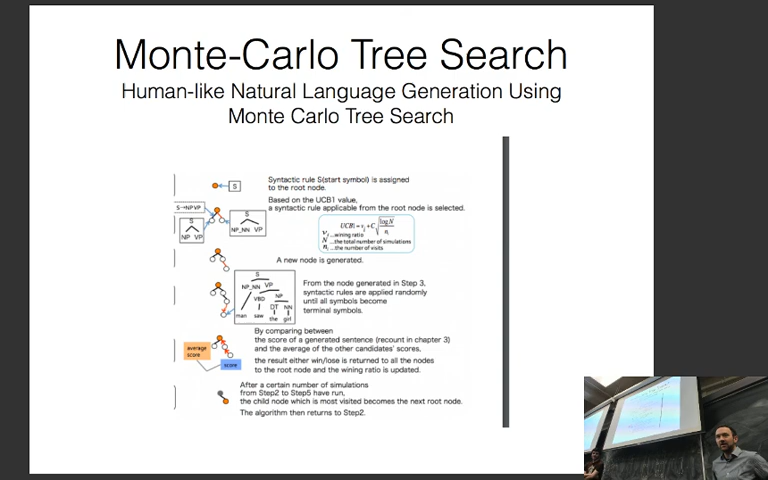 Monte-Carlo Tree Search
Human-like Natural Language Generation Using
Monte Carlo Tree Search
S
Syntactic rule S(start symbol) is assigned
to the root node.
Based on the UCB1 value,
a syntactic rule applicable from the root node is selected.
S→NP VP
S
NP VP
S
NP_NN VP
UCB1 = v + C √ log N / n
v ...wining ratio
N ...the total number of simulations
n ...the number of visits
A new node is generated.
S
NP_NN VP
VBD NP
DT NN
man saw the girl
From the node generated in Step 3,
syntactic rules are applied randomly
until all symbols become
terminal symbols.
By comparing between
the score of a generated sentence (recount in chapter 3)
and the average of the other candidates' scores,
the result either win/lose is returned to all the nodes
to the root node and the wining ratio is updated.
average
score
score
After a certain number of simulations
from Step2 to Step5 have run,
the child node which is most visited becomes the next root node.
The algorithm then returns to Step2.